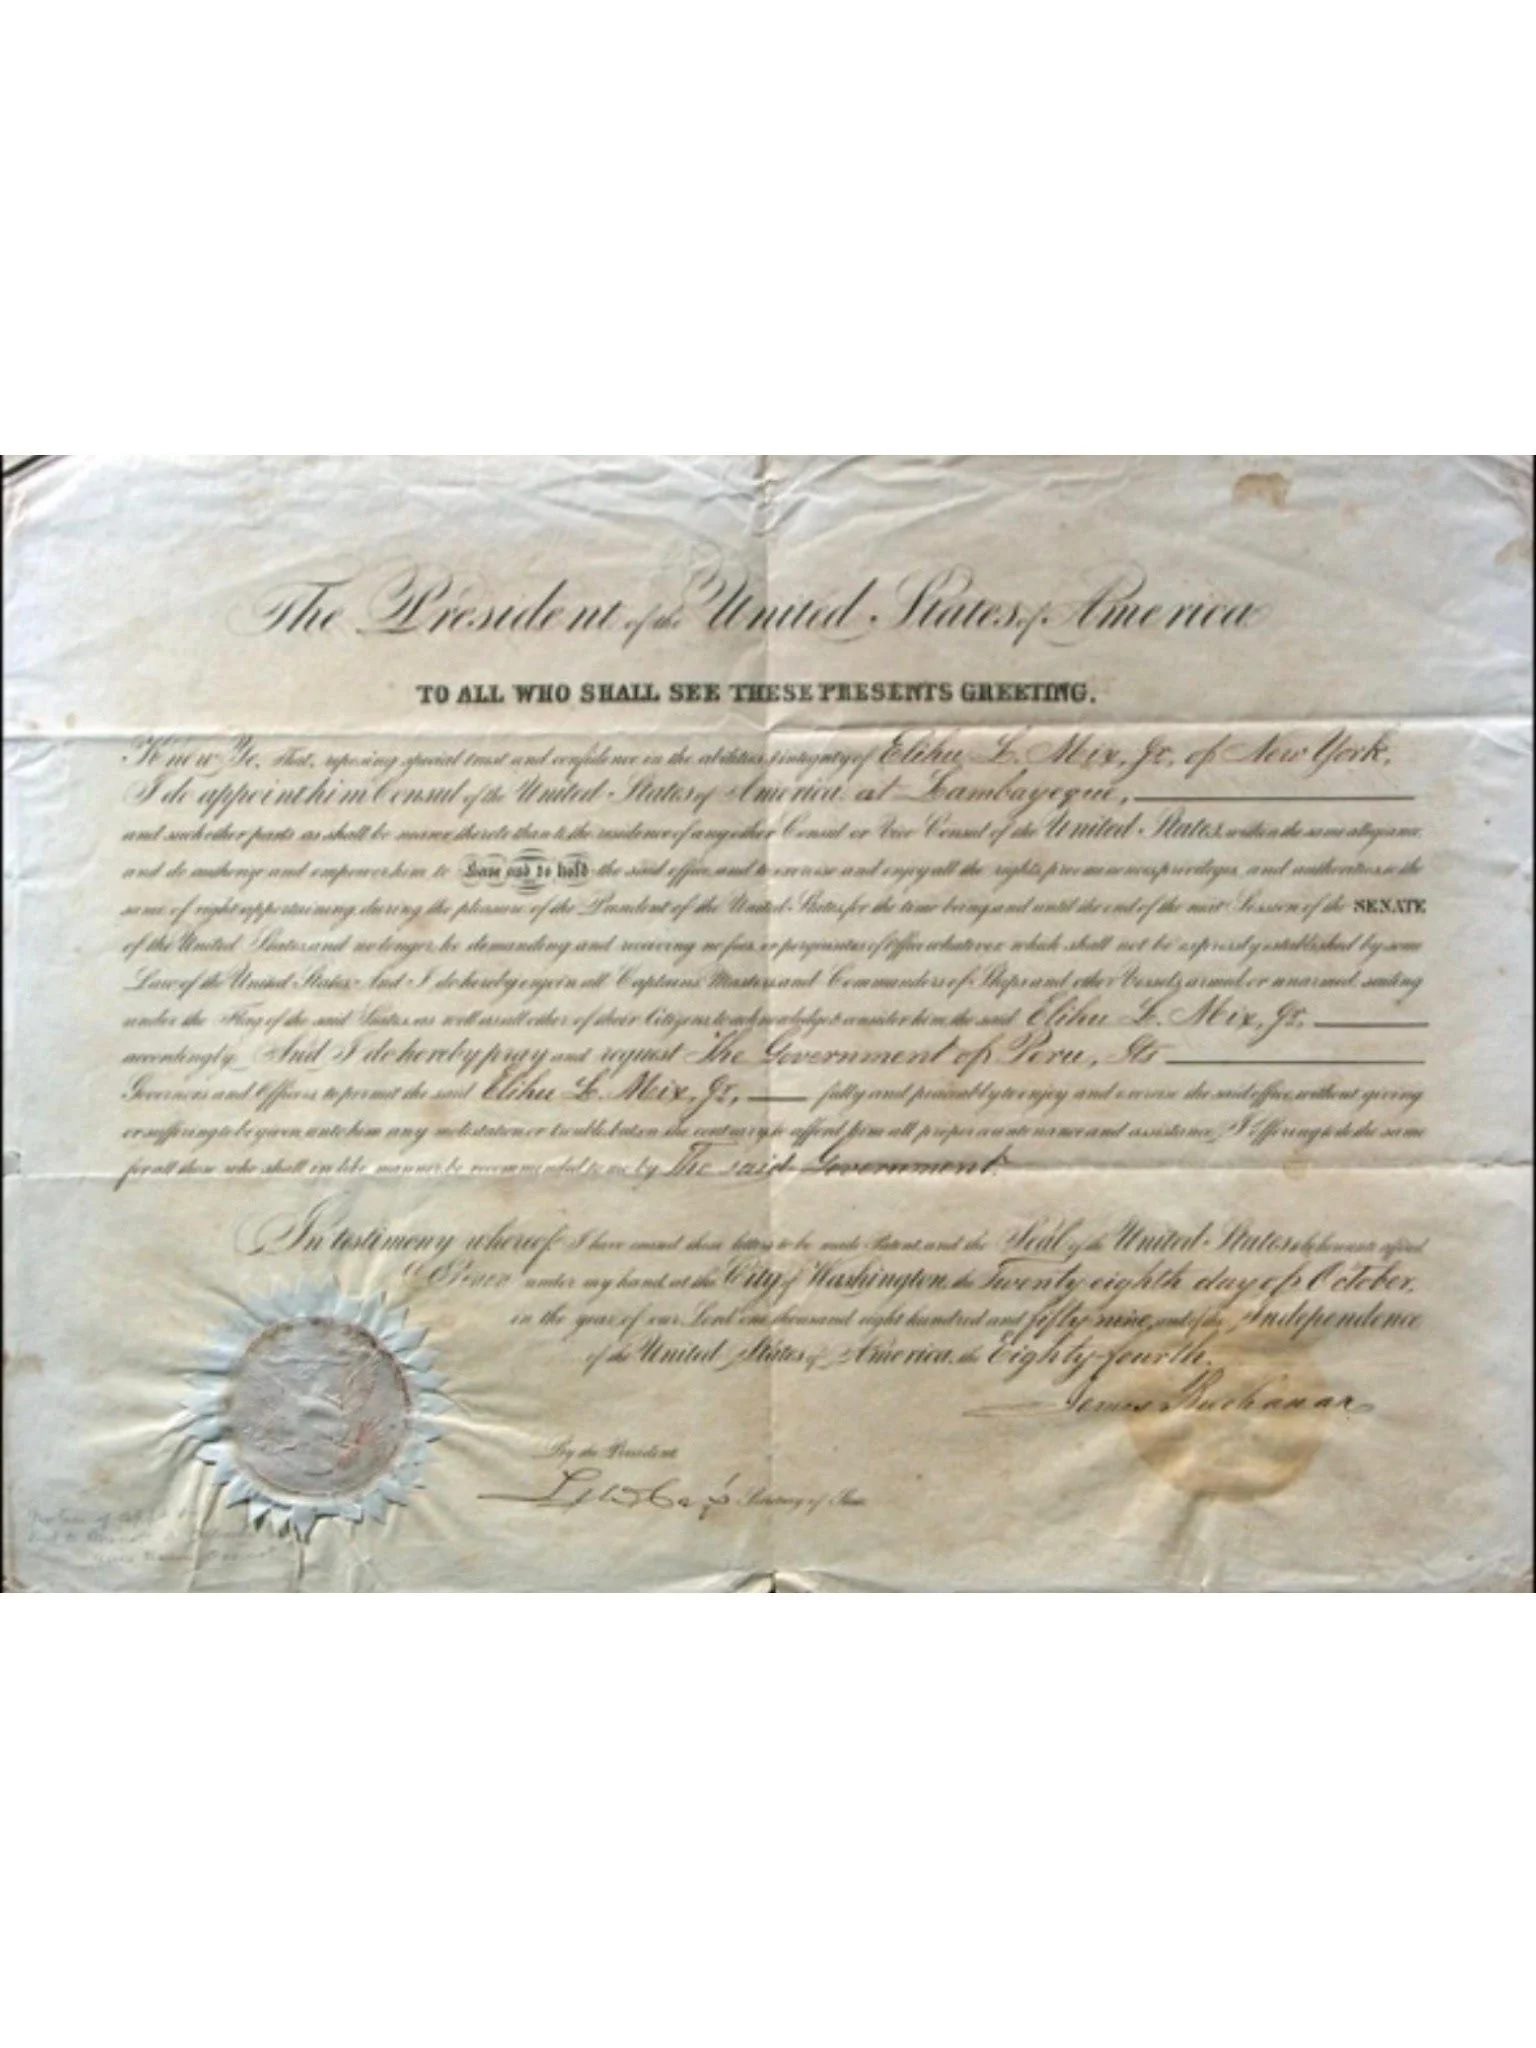 The President of the United States of America
TO ALL WHO SHALL SEE THESE PRESENTS GREETING.
Know Ye, That, reposing special trust and confidence in the abilities & integrity of Elihu L. Mix, Jr, of New York,
I do appoint him Consul of the United States of America at Lambayeque,
and such other parts as shall be nearer thereto than to the residence of any other Consul or Vice Consul of the United States, within the same allegiance,
and do authorize and empower him to Have and to hold the said office and to exercise and enjoy all the rights, preeminences, privileges, and authorities, to the
same of right appertaining, during the pleasure of the President of the United States, for the time being, and until the end of the next Session of the SENATE
of the United States, and no longer, he demanding and receiving no fees, or perquisites of Office whatever, which shall not be expressly established by some
Law of the United States. And I do hereby enjoin all Captains, Masters, and Commanders of Ships and other Vessels, armed or unarmed, sailing
under the Flag of the said States, as well as all other of their Citizens, to acknowledge & consider him, the said Elihu L. Mix, Jr,
accordingly. And I do hereby pray and request The Government of Peru, Its
Governors and Officers, to permit the said Elihu L. Mix, Jr, fully and peaceably to enjoy and exercise the said office, without giving
or suffering to be given, unto him any molestation or trouble, but on the contrary, to afford him all proper countenance and assistance, I offering to do the same
for all those who shall in like manner be recommended to me by The said Government.
In testimony whereof I have caused these letters to be made Patent, and the Seal of the United States to be hereunto affixed
Given under my hand, at the City of Washington, the Twenty eighth day of October,
in the year of our Lord one thousand eight hundred and fifty nine, and of the Independence
of the United States of America, the Eighty-fourth.
James Buchanan
By the President
Lewis Cass Secretary of State